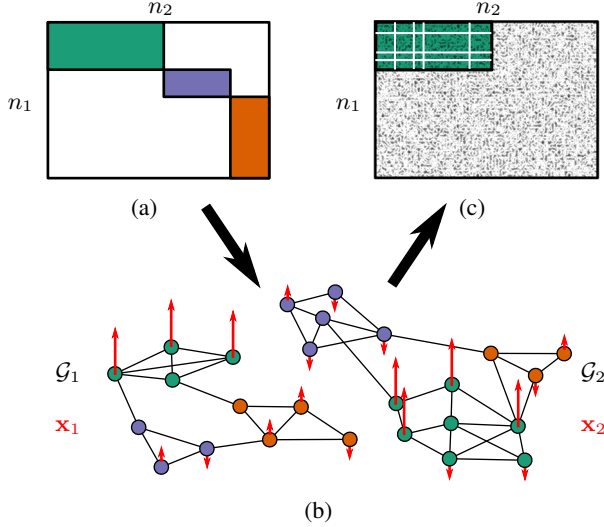 n₂
n₂
n₁
n₁
(a)
(c)
𝒢₁
𝒢₂
x₁
x₂
(b)